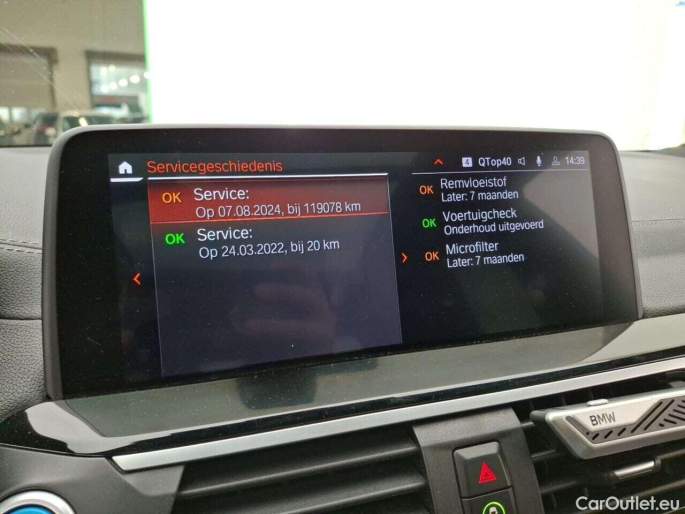 Servicegeschiedenis
4 QTop40 14:39
OK Service:
Op 07.08.2024, bij 119078 km
OK Service:
Op 24.03.2022, bij 20 km
OK Remvloeistof
Later: 7 maanden
OK Voertuigcheck
Onderhoud uitgevoerd
OK Microfilter
Later: 7 maanden
BMW
CarOutlet.eu